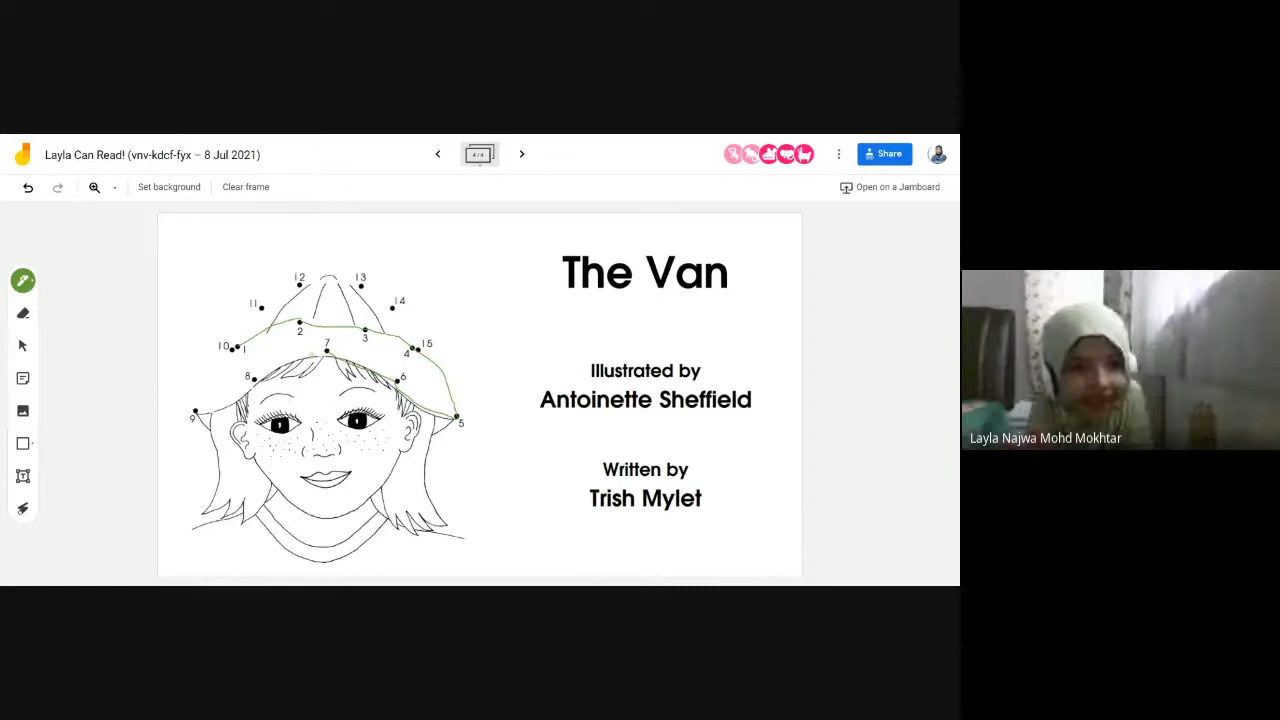 Layla Can Read! (vnv-kdcf-fyx – 8 Jul 2021)
4 / 4
Share
Set background
Clear frame
Open on a Jamboard
The Van
Illustrated by
Antoinette Sheffield
Written by
Trish Mylet
12
13
11
14
2
3
10
1
7
4
15
8
6
9
5
Layla Najwa Mohd Mokhtar